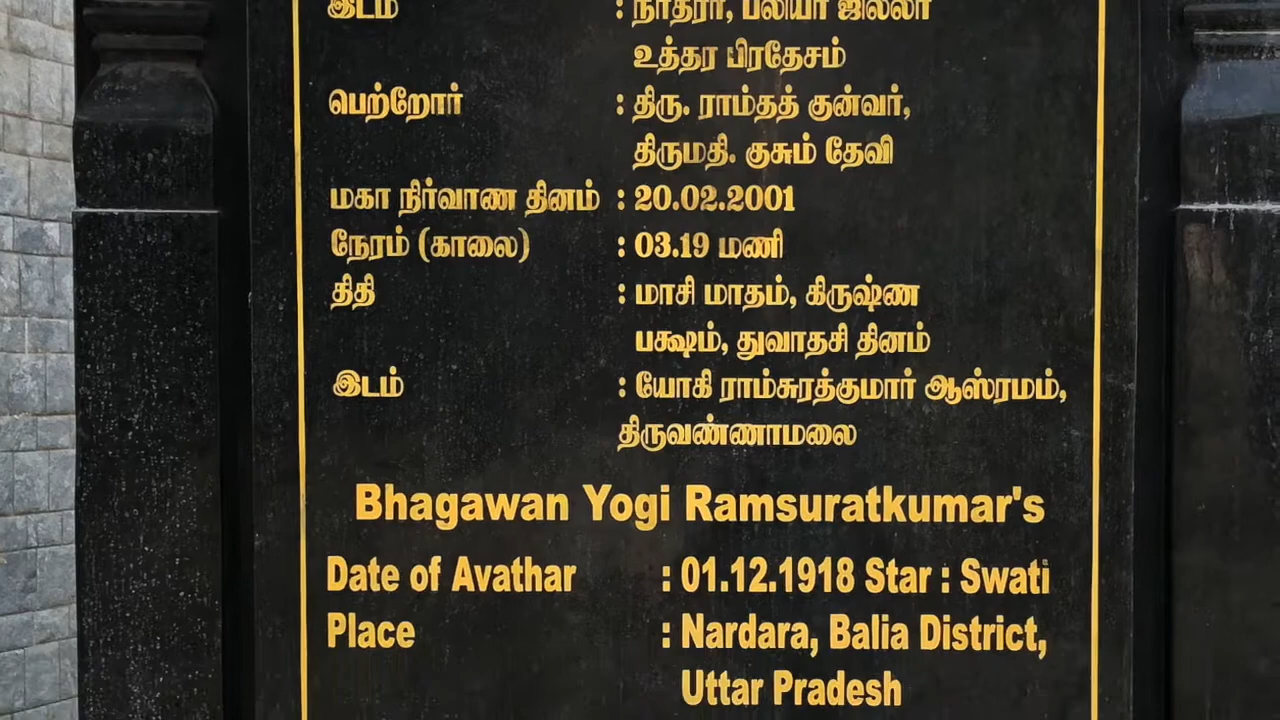 இடம் : நார்தரா, பலியா ஜில்லா
உத்தர பிரதேசம்
பெற்றோர் : திரு. ராம்தத் குன்வர்,
திருமதி. குசும் தேவி
மகா நிர்வாண தினம் : 20.02.2001
நேரம் (காலை) : 03.19 மணி
திதி : மாசி மாதம், கிருஷ்ண
பக்ஷம், துவாதசி தினம்
இடம் : யோகி ராம்சுரத்குமார் ஆஸ்ரமம்,
திருவண்ணாமலை
Bhagawan Yogi Ramsuratkumar's
Date of Avathar : 01.12.1918 Star : Swati
Place : Nardara, Balia District,
Uttar Pradesh